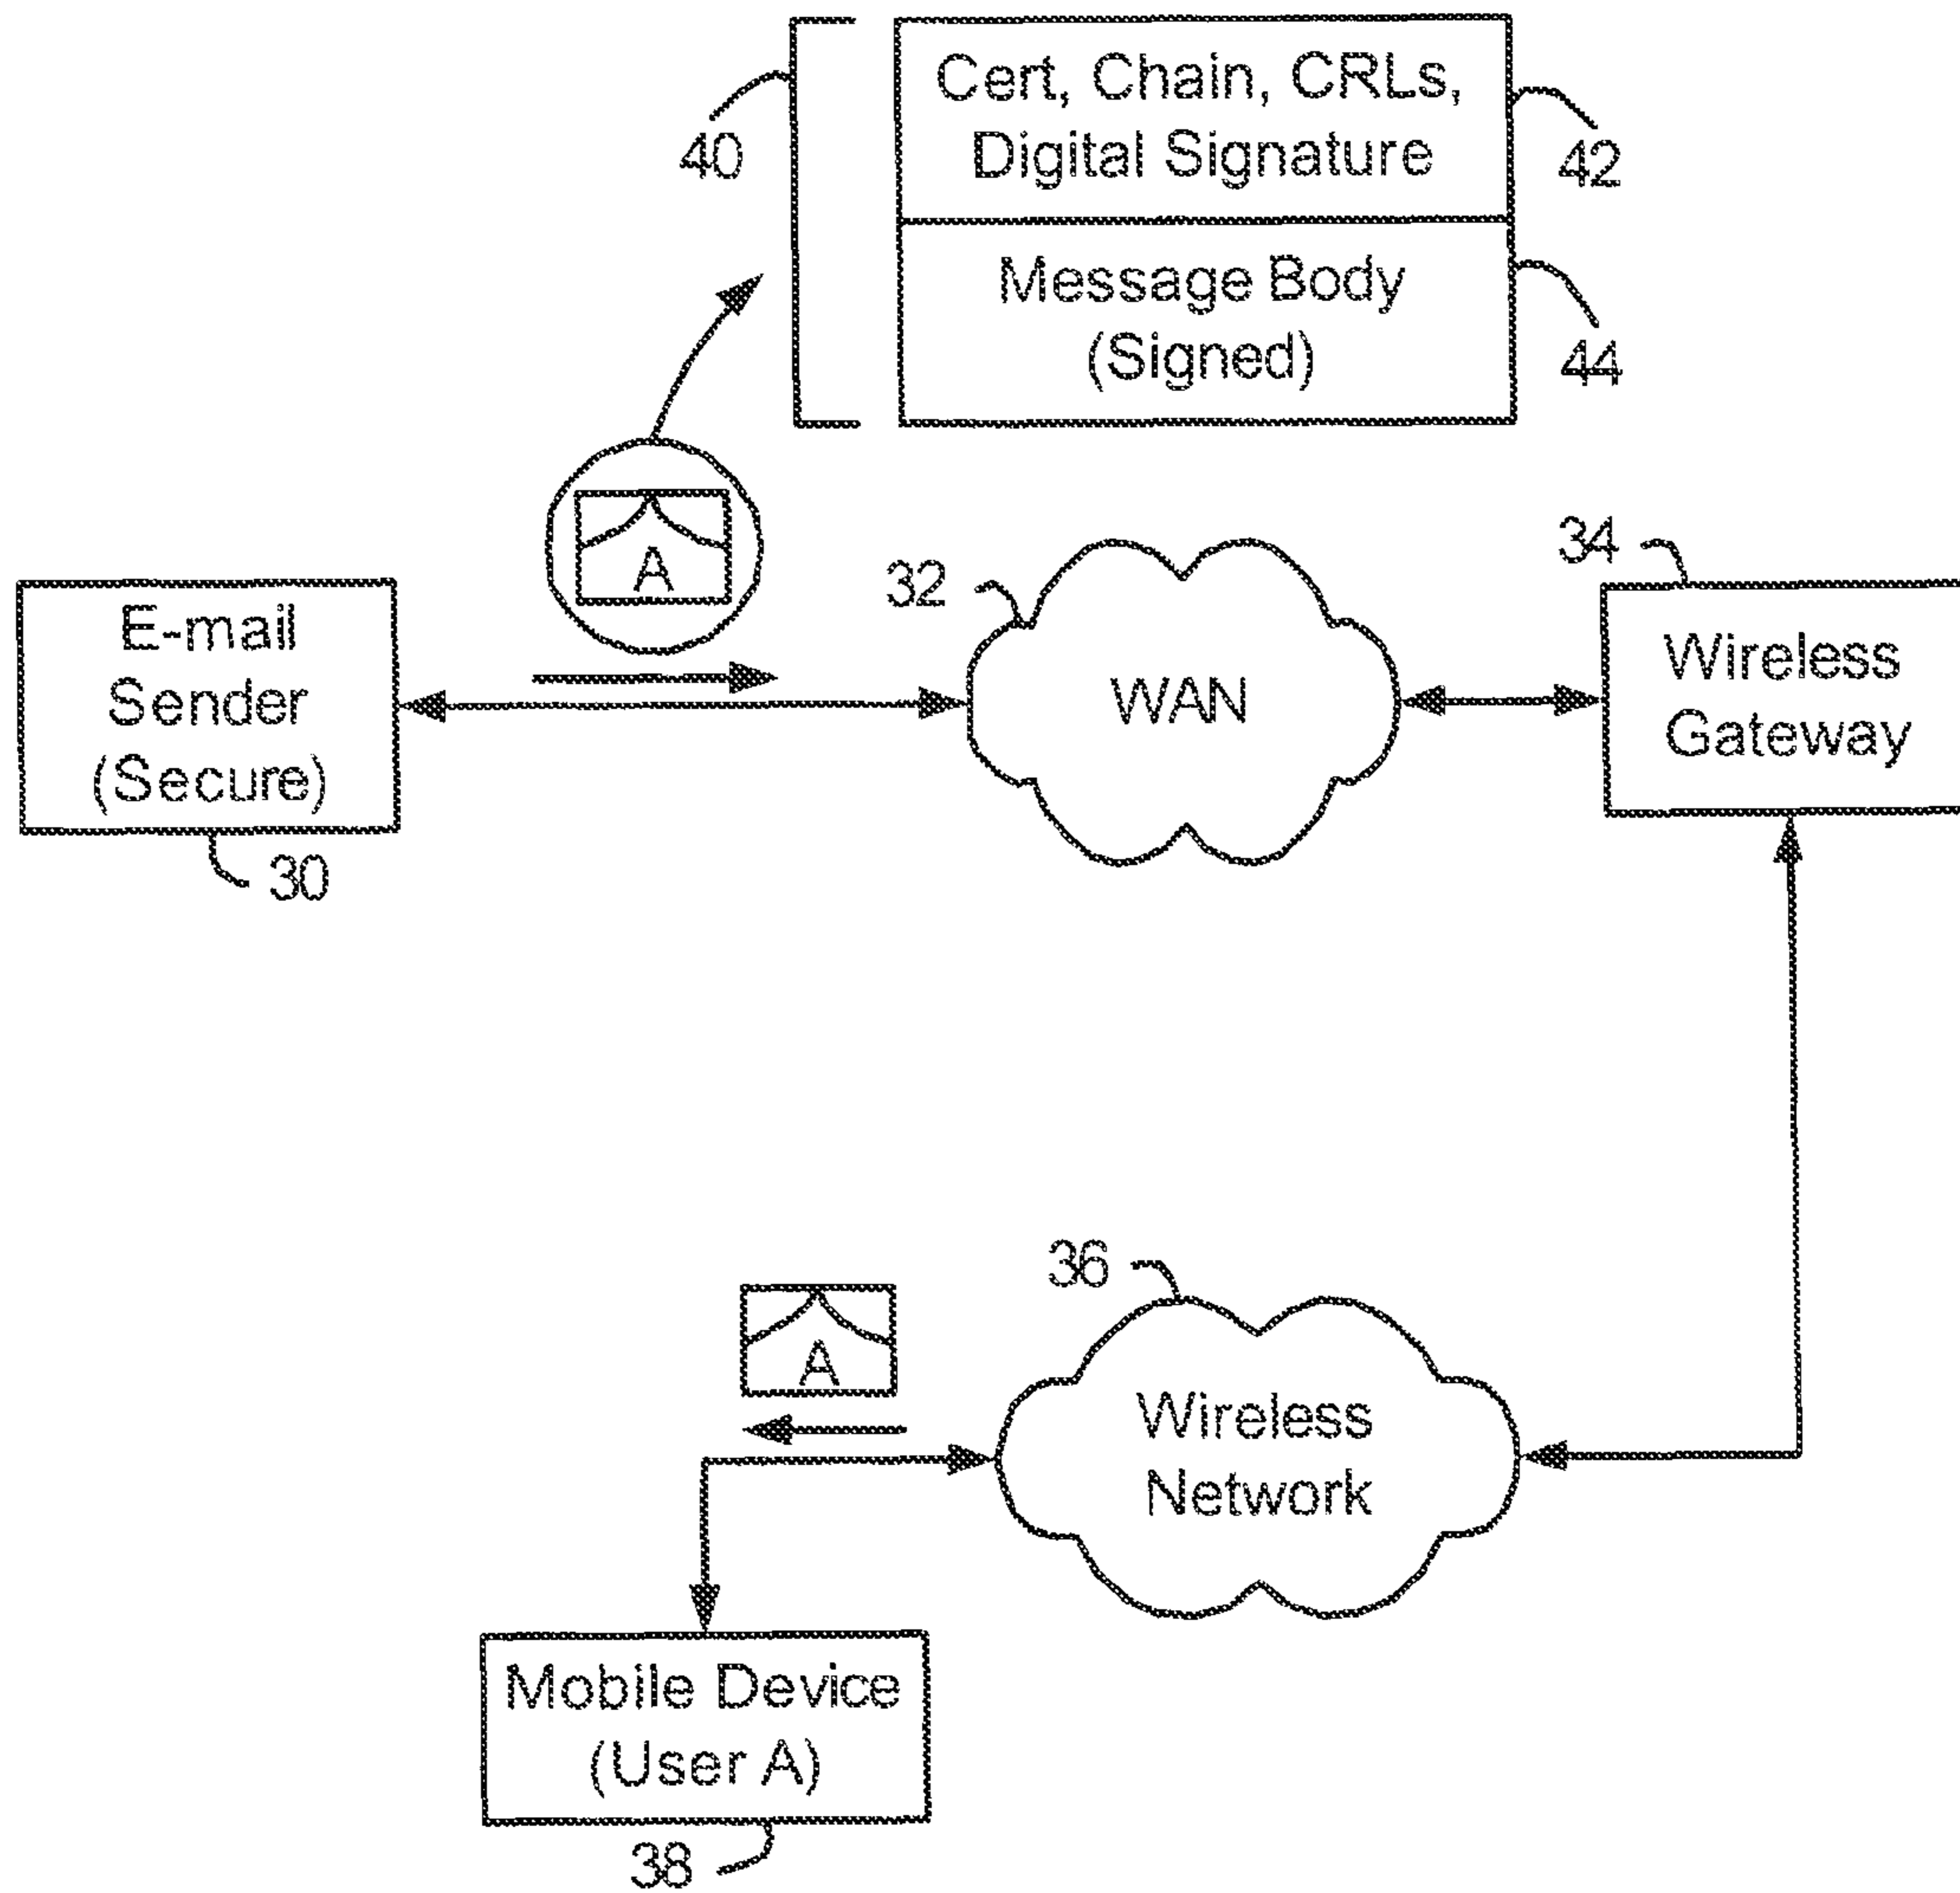 Cert, Chain, CRLs,
Digital Signature
40
42
Message Body
(Signed)
44
A
34
32
E-mail
Sender
(Secure)
WAN
Wireless
Gateway
30
36
A
Wireless
Network
Mobile Device
(User A)
38